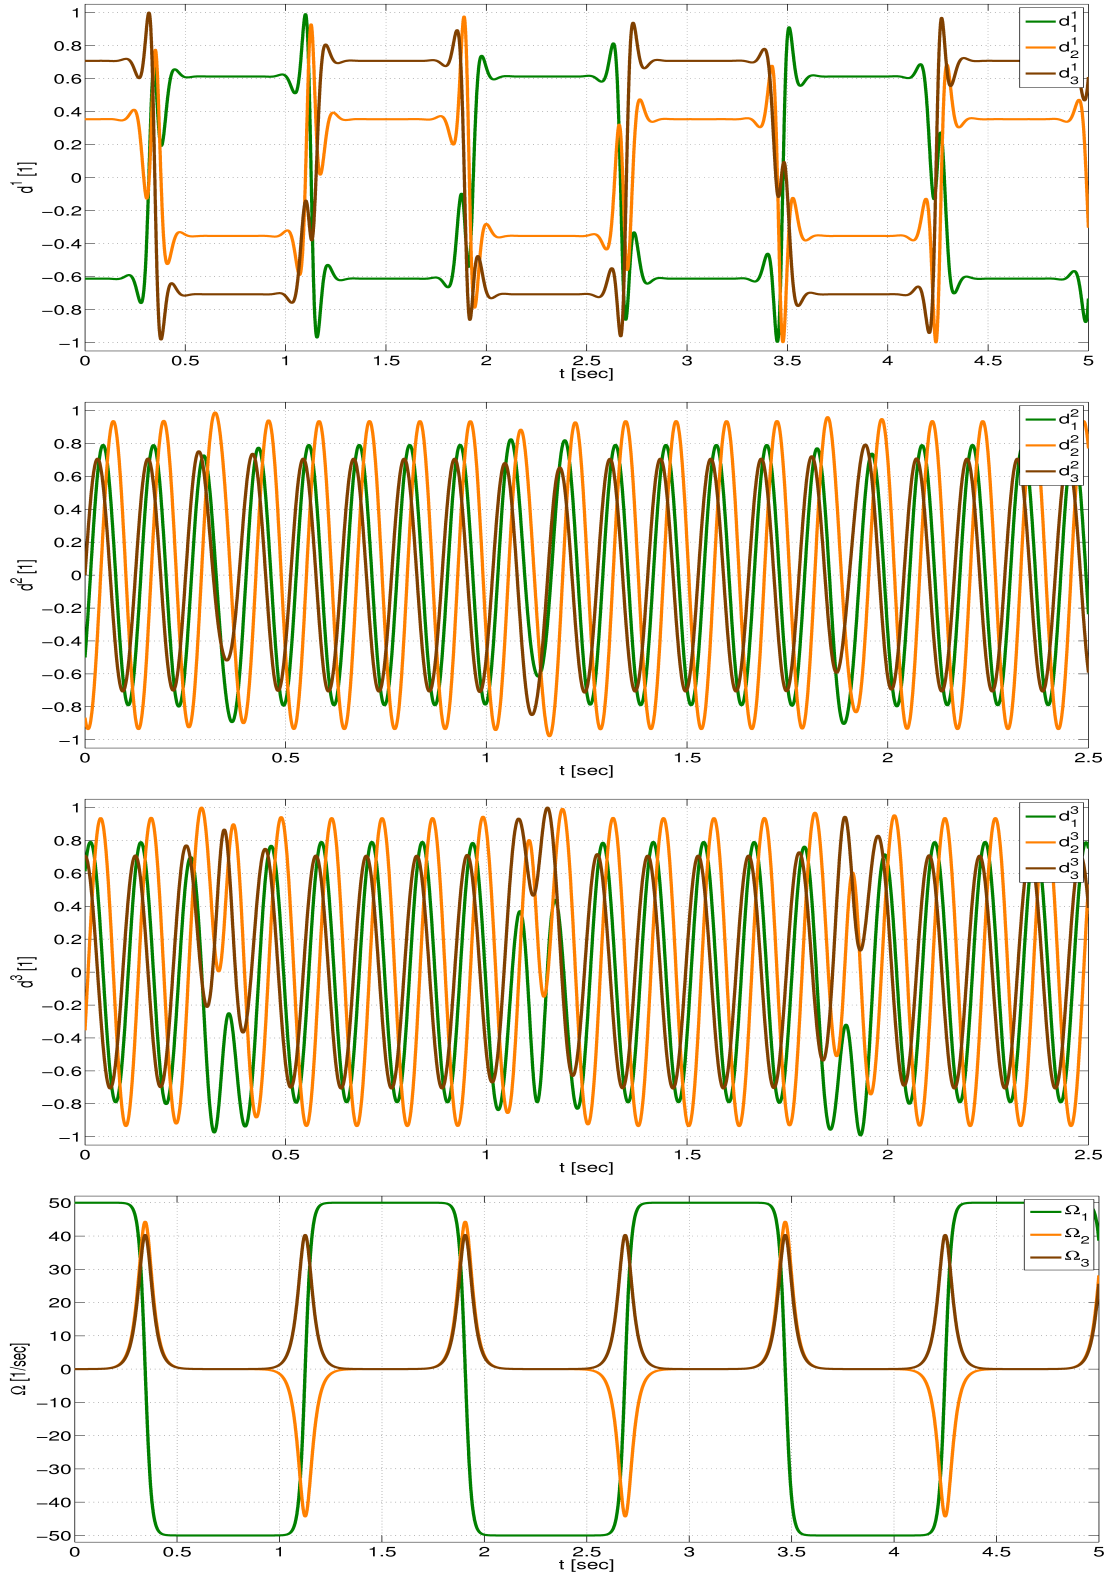 1
0.8
0.6
0.4
0.2
0
−0.2
−0.4
−0.6
−0.8
−1
d¹ [1]
d₁¹
d₂¹
d₃¹
0 0.5 1 1.5 2 2.5 3 3.5 4 4.5 5
t [sec]
1
0.8
0.6
0.4
0.2
0
−0.2
−0.4
−0.6
−0.8
−1
d² [1]
d₁²
d₂²
d₃²
0 0.5 1 1.5 2 2.5
t [sec]
1
0.8
0.6
0.4
0.2
0
−0.2
−0.4
−0.6
−0.8
−1
d³ [1]
d₁³
d₂³
d₃³
0 0.5 1 1.5 2 2.5
t [sec]
50
40
30
20
10
0
−10
−20
−30
−40
−50
Ω [1/sec]
Ω₁
Ω₂
Ω₃
0 0.5 1 1.5 2 2.5 3 3.5 4 4.5 5
t [sec]